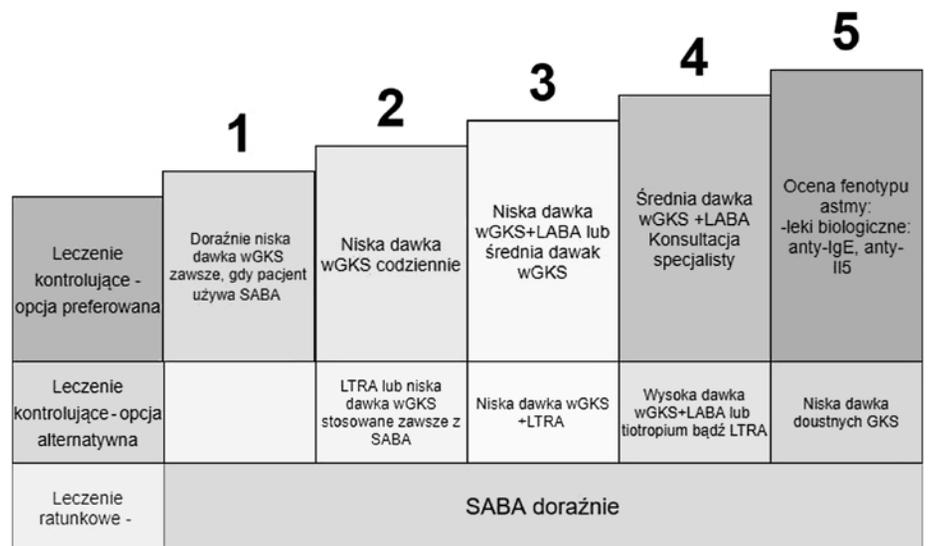 1
2
3
4
5
Leczenie
kontrolujące -
opcja preferowana
Doraźnie niska
dawka wGKS
zawsze, gdy pacjent
używa SABA
Niska dawka
wGKS codziennie
Niska dawka
wGKS+LABA lub
średnia dawak
wGKS
Średnia dawka
wGKS +LABA
Konsultacja
specjalisty
Ocena fenotypu
astmy:
-leki biologiczne:
anty-IgE, anty-
Il5
Leczenie
kontrolujące-opcja
alternatywna
LTRA lub niska
dawka wGKS
stosowane zawsze z
SABA
Niska dawka wGKS
+LTRA
Wysoka dawka
wGKS+LABA lub
tiotropium bądź LTRA
Niska dawka
doustnych GKS
Leczenie
ratunkowe -
SABA doraźnie